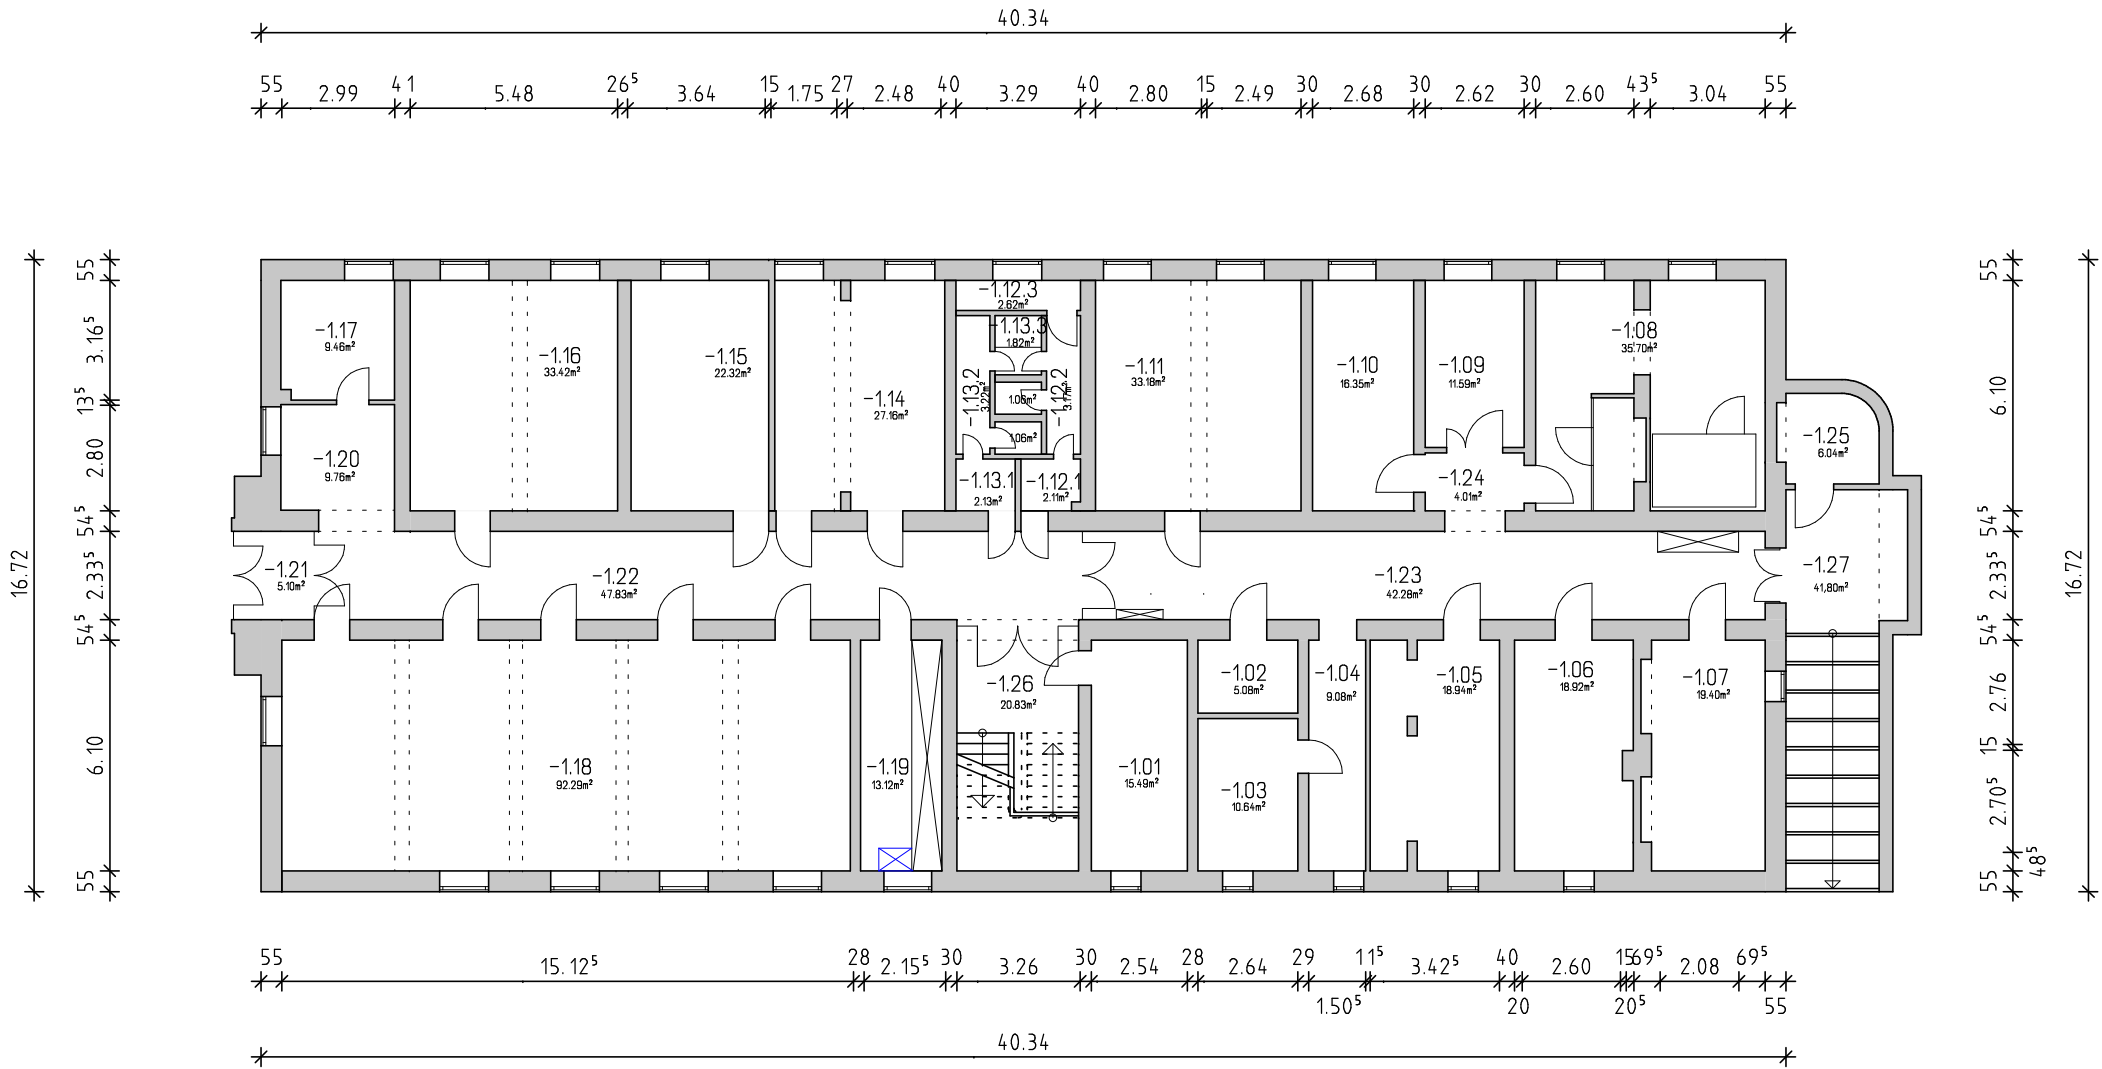 40.34
55 2.99 41 5.48 26⁵ 3.64 15 1.75 27 2.48 40 3.29 40 2.80 15 2.49 30 2.68 30 2.62 30 2.60 43⁵ 3.04 55
16.72
55
3.16⁵
13⁵
2.80
54⁵
2.33⁵
54⁵
6.10
55
-1.17
9.46m²
-1.16
33.42m²
-1.15
22.32m²
-1.14
27.16m²
-1.12.3
2.62m²
-1.13.3
1.82m²
-1.13.2
3.22m²
-1.12.2
3.17m²
1.06m²
1.06m²
-1.13.1
2.13m²
-1.12.1
2.11m²
-1.11
33.18m²
-1.10
16.35m²
-1.09
11.59m²
-1.08
35.70m²
-1.24
4.01m²
-1.25
6.04m²
-1.20
9.76m²
-1.21
5.10m²
-1.22
47.83m²
-1.23
42.28m²
-1.27
41,80m²
-1.18
92.29m²
-1.19
13.12m²
-1.26
20.83m²
-1.01
15.49m²
-1.02
5.08m²
-1.03
10.64m²
-1.04
9.08m²
-1.05
18.94m²
-1.06
18.92m²
-1.07
19.40m²
55
6.10
54⁵
2.33⁵
54⁵
2.76
15
2.70⁵
48⁵
55
16.72
55 15.12⁵ 28 2.15⁵ 30 3.26 30 2.54 28 2.64 29 11⁵ 3.42⁵ 40 2.60 15 69⁵ 2.08 69⁵
1.50⁵ 20 20⁵ 55
40.34